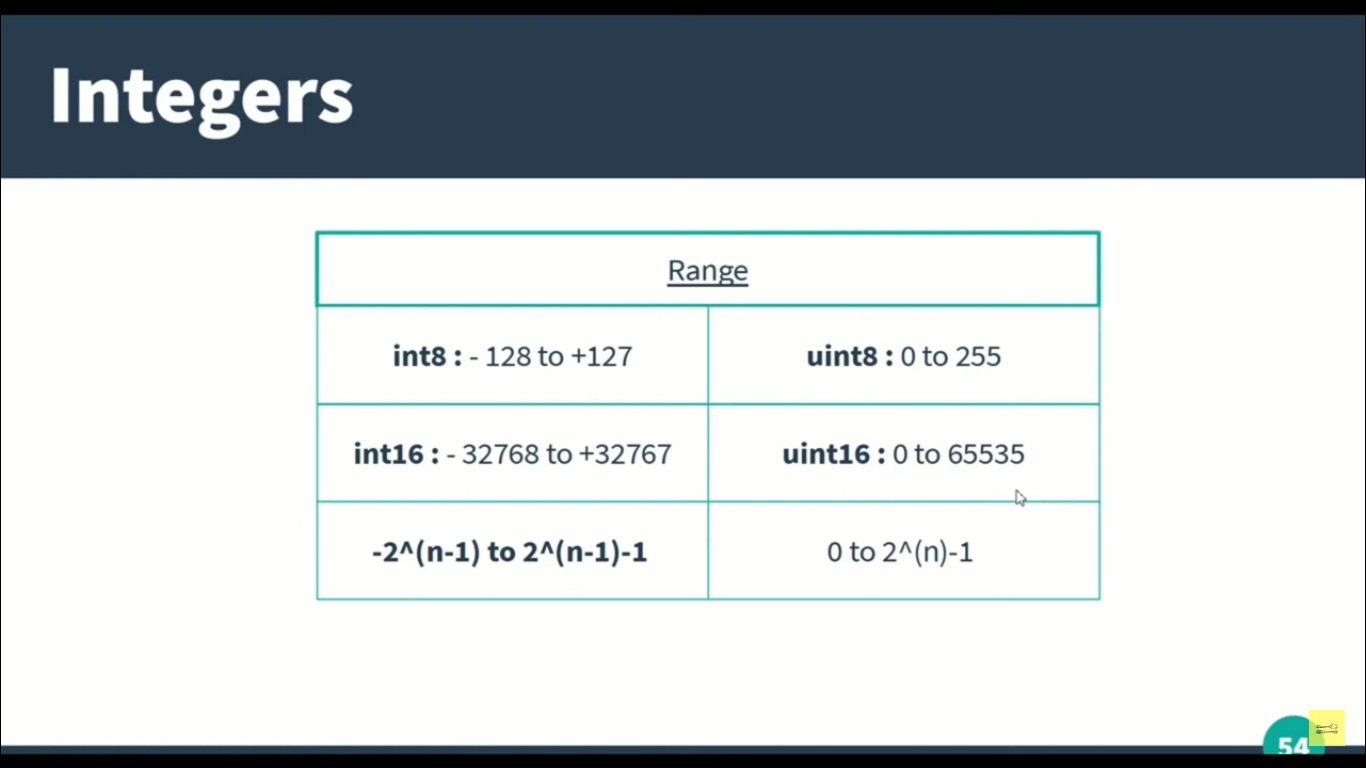 Integers
Range
int8 : - 128 to +127
uint8 : 0 to 255
int16 : - 32768 to +32767
uint16 : 0 to 65535
-2^(n-1) to 2^(n-1)-1
0 to 2^(n)-1
54